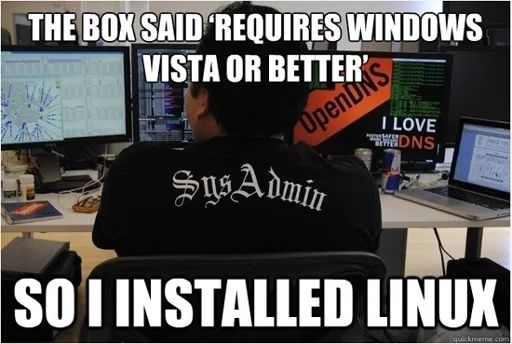 THE BOX SAID ‘REQUIRES WINDOWS
VISTA OR BETTER’
OpenDNS
I LOVE
DNS
SysAdmin
SO I INSTALLED LINUX
quickmeme.com